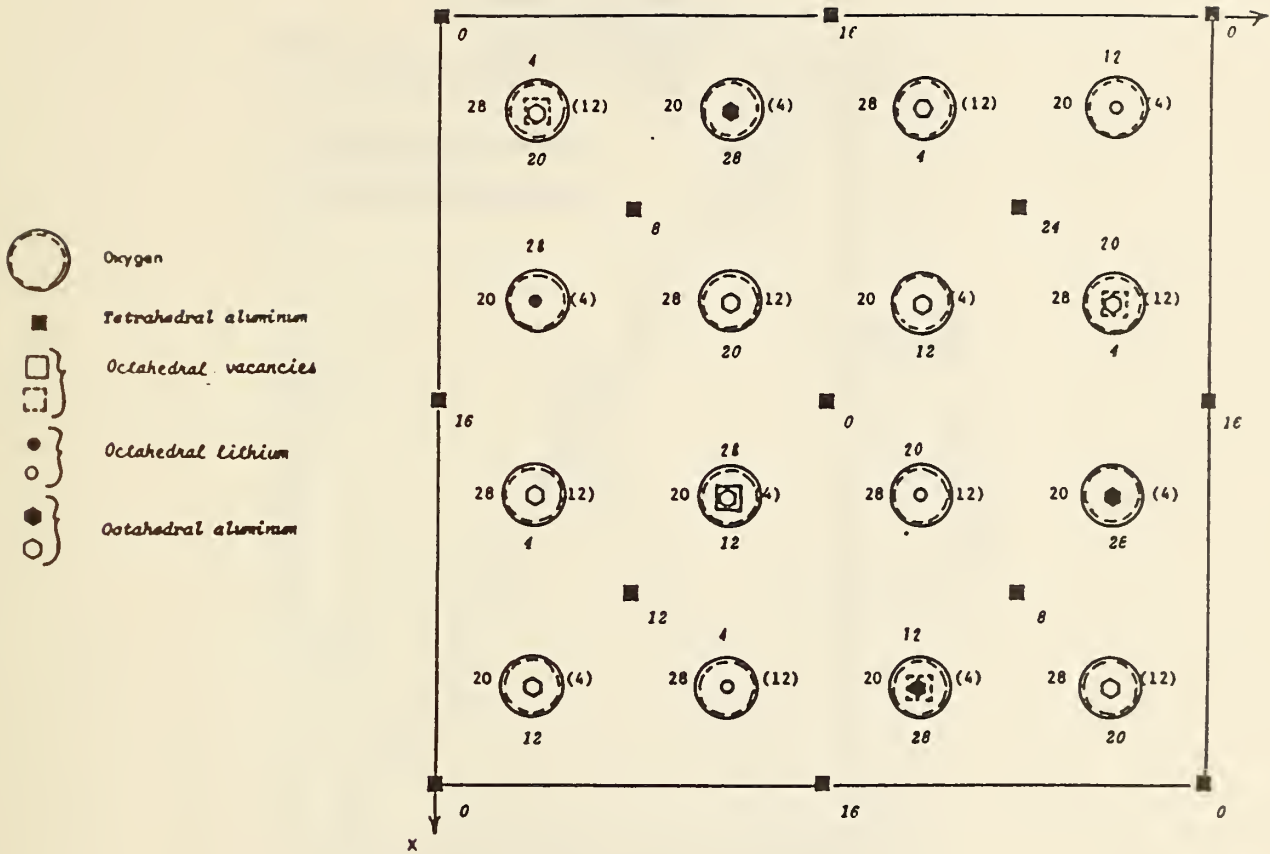 0 16 0
4 12
28 (12) 20 (4) 28 (12) 20 (4)
20 28 4
8 24
Oxygen
28 20
20 (4) 28 12) 20 (4) 28 (12)
20 12 4
Tetrahedral aluminum
Octahedral vacancies
16 0 16
Octahedral lithium
28 20
28 12) 20 4) 28 12) 20 (4)
4 12
Octahedral aluminum
12 8
4 12
20 (4) 28 (12) 20 (4) 28 (12)
12 28 20
0 16 0
X